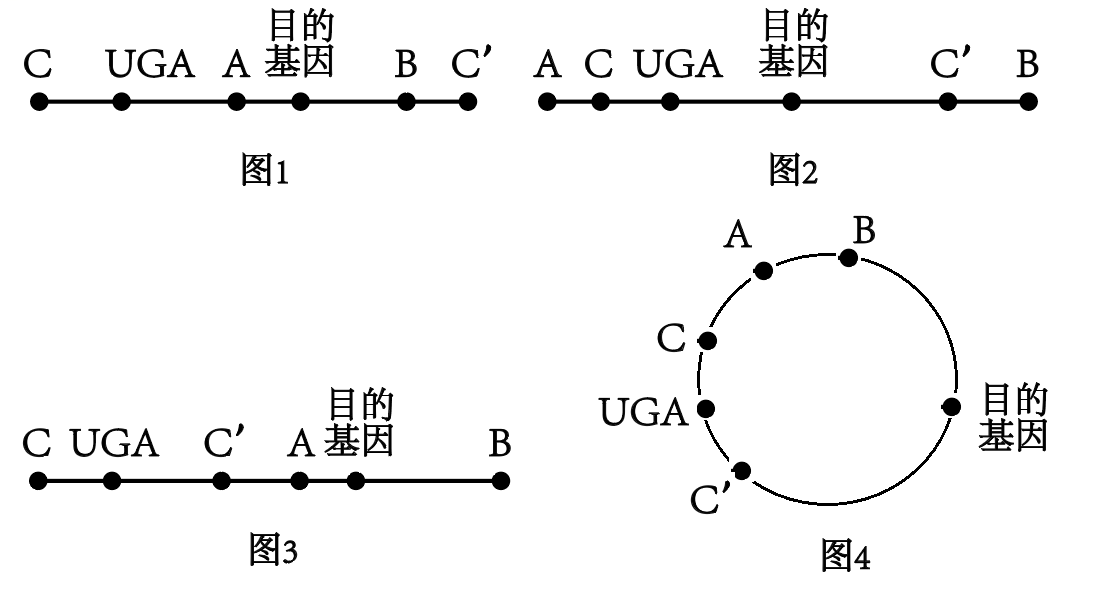 目的
C UGA A 基因 B C′
图1
目的
A C UGA 基因 C′ B
图2
目的
C UGA C′ A 基因 B
图3
A B
C
UGA
目的
基因
C′
图4